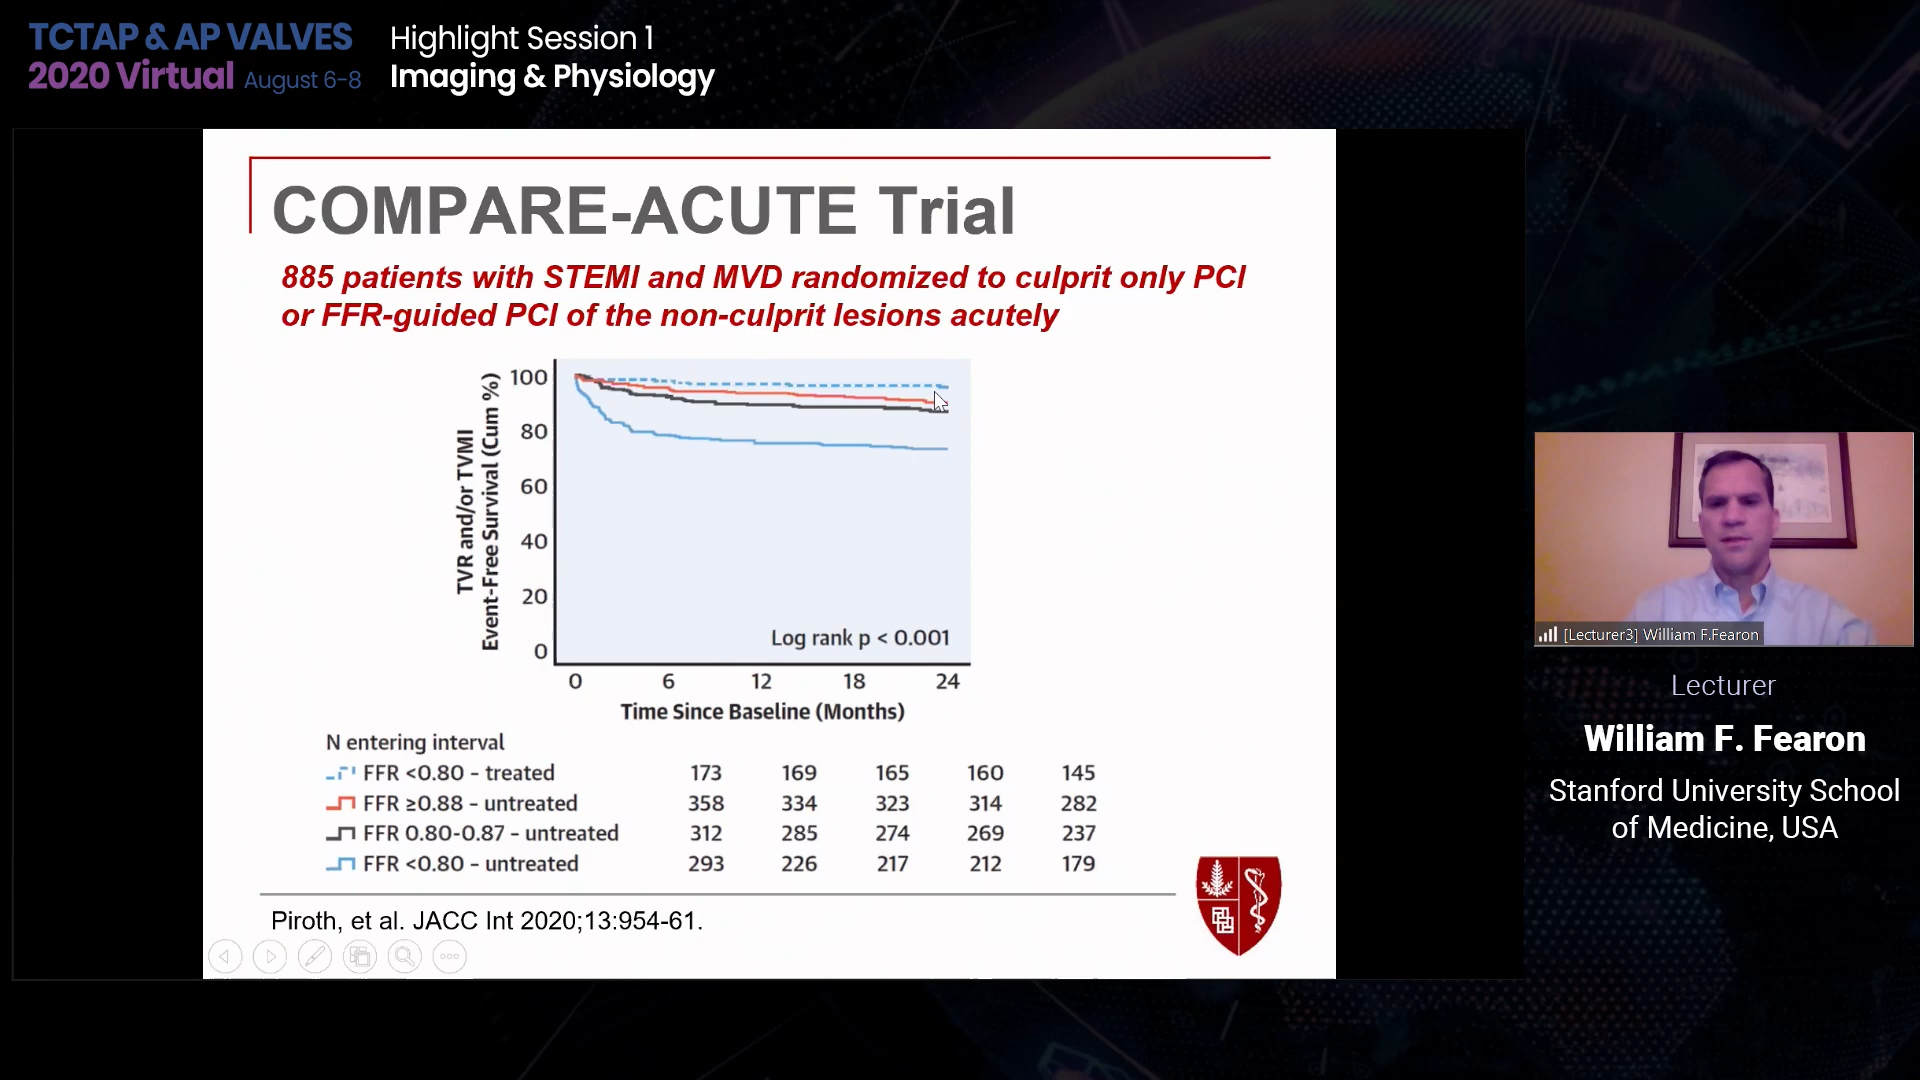 TCTAP & AP VALVES
2020 Virtual August 6-8
Highlight Session 1
Imaging & Physiology
COMPARE-ACUTE Trial
885 patients with STEMI and MVD randomized to culprit only PCI
or FFR-guided PCI of the non-culprit lesions acutely
TVR and/or TVMI
Event-Free Survival (Cum %)
100
80
60
40
20
0
Log rank p < 0.001
0 6 12 18 24
Time Since Baseline (Months)
N entering interval
FFR <0.80 - treated 173 169 165 160 145
FFR ≥0.88 - untreated 358 334 323 314 282
FFR 0.80-0.87 - untreated 312 285 274 269 237
FFR <0.80 - untreated 293 226 217 212 179
Piroth, et al. JACC Int 2020;13:954-61.
[Lecturer3] William F.Fearon
Lecturer
William F. Fearon
Stanford University School
of Medicine, USA